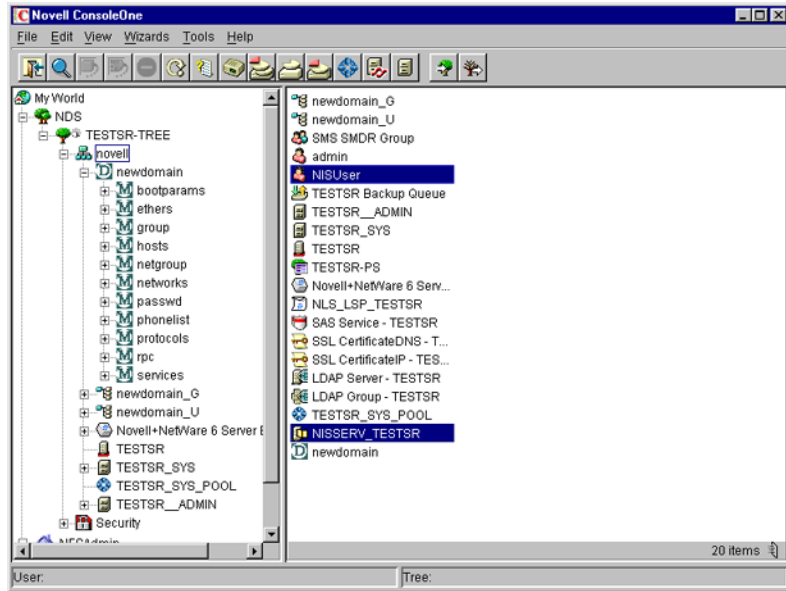 Novell ConsoleOne
File Edit View Wizards Tools Help
My World
NDS
TESTSR-TREE
novell
newdomain
bootparams
ethers
group
hosts
netgroup
networks
passwd
phonelist
protocols
rpc
services
newdomain_G
newdomain_U
Novell+NetWare 6 Server
TESTSR
TESTSR_SYS
TESTSR_SYS_POOL
TESTSR__ADMIN
Security
NFSAdmin
newdomain_G
newdomain_U
SMS SMDR Group
admin
NISUser
TESTSR Backup Queue
TESTSR__ADMIN
TESTSR_SYS
TESTSR
TESTSR-PS
Novell+NetWare 6 Serv...
NLS_LSP_TESTSR
SAS Service - TESTSR
SSL CertificateDNS - T...
SSL CertificateIP - TES...
LDAP Server - TESTSR
LDAP Group - TESTSR
TESTSR_SYS_POOL
NISSERV_TESTSR
newdomain
20 items
User:
Tree: